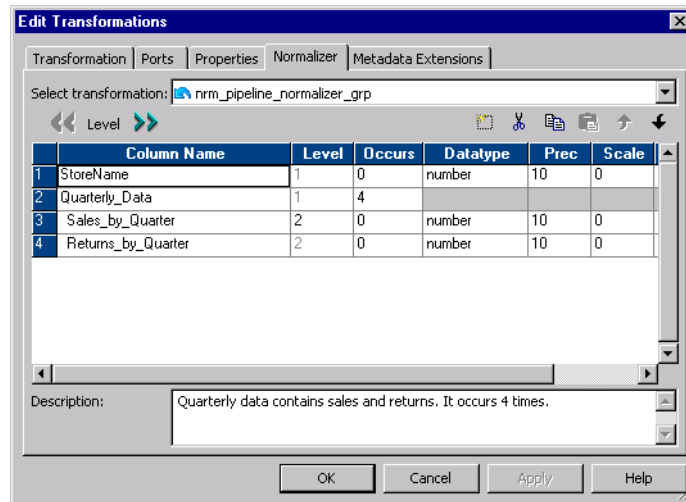 Edit Transformations
Transformation Ports Properties Normalizer Metadata Extensions
Select transformation: nrm_pipeline_normalizer_grp
Level
Column Name Level Occurs Datatype Prec Scale
1 StoreName 1 0 number 10 0
2 Quarterly_Data 1 4
3 Sales_by_Quarter 2 0 number 10 0
4 Returns_by_Quarter 2 0 number 10 0
Description: Quarterly data contains sales and returns. It occurs 4 times.
OK Cancel Apply Help